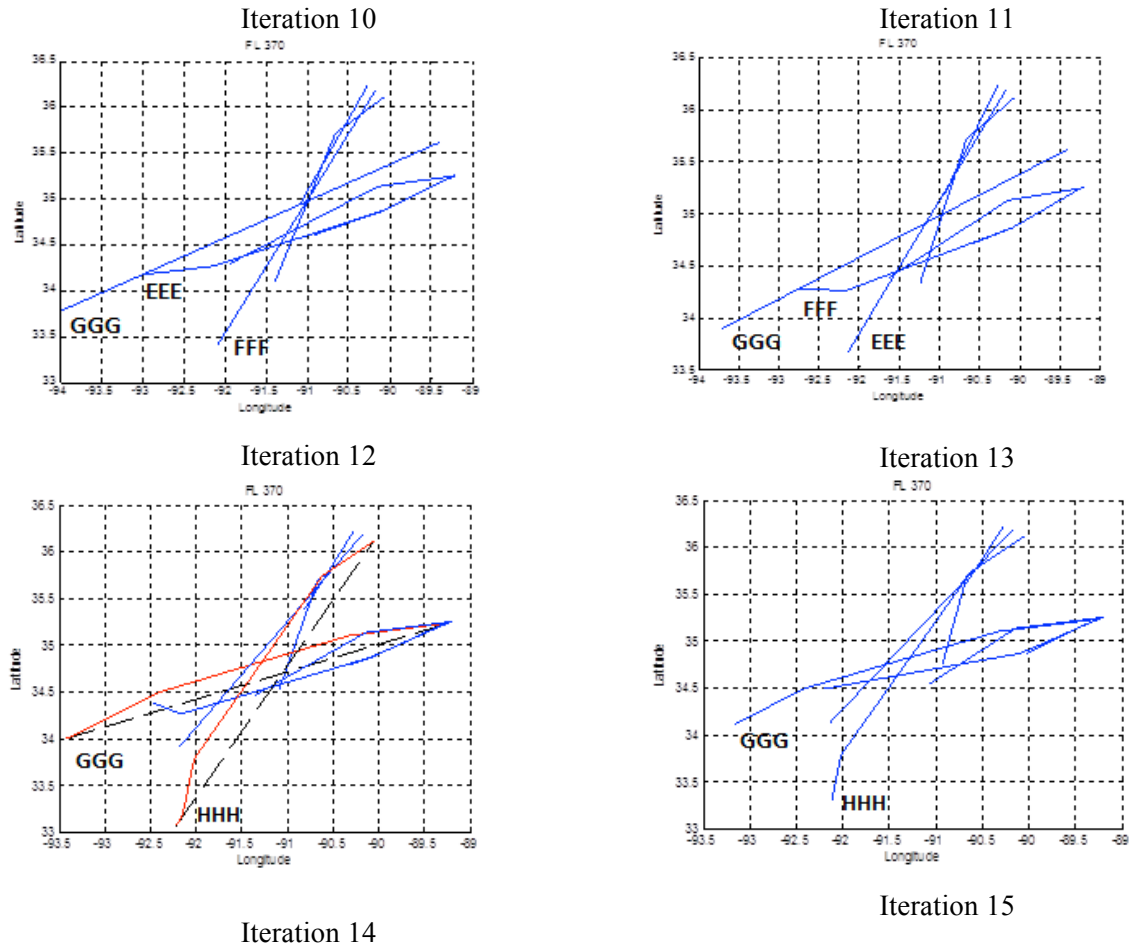 Iteration 10
FL 370
36.5
36
35.5
35
34.5
34
33.5
33
Latitude
EEE
GGG
FFF
-94 -93.5 -93 -92.5 -92 -91.5 -91 -90.5 -90 -89.5 -89
Longitude
Iteration 11
FL 370
36.5
36
35.5
35
34.5
34
33.5
Latitude
FFF
GGG
EEE
-94 -93.5 -93 -92.5 -92 -91.5 -91 -90.5 -90 -89.5 -89
Longitude
Iteration 12
FL 370
36.5
36
35.5
35
34.5
34
33.5
33
Latitude
GGG
HHH
-93.5 -93 -92.5 -92 -91.5 -91 -90.5 -90 -89.5 -89
Longitude
Iteration 13
FL 370
36.5
36
35.5
35
34.5
34
33.5
33
Latitude
GGG
HHH
-93.5 -93 -92.5 -92 -91.5 -91 -90.5 -90 -89.5 -89
Longitude
Iteration 14
Iteration 15